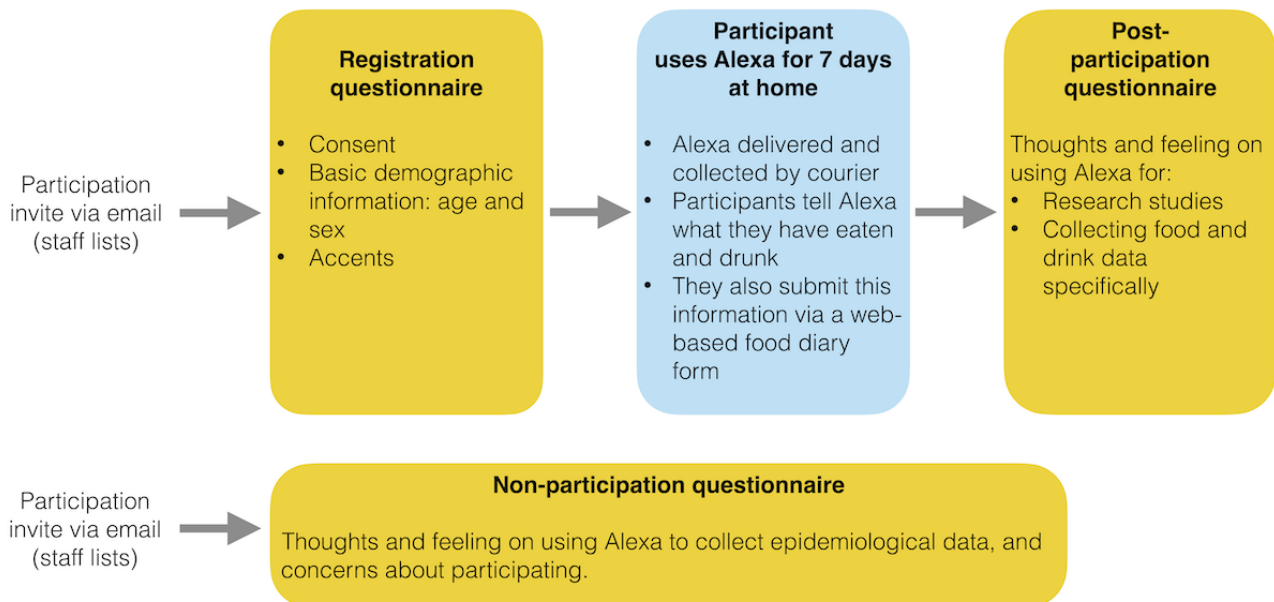 Participation
invite via email
(staff lists)
Registration
questionnaire
• Consent
• Basic demographic
information: age and
sex
• Accents
Participant
uses Alexa for 7 days
at home
• Alexa delivered and
collected by courier
• Participants tell Alexa
what they have eaten
and drunk
• They also submit this
information via a web-
based food diary
form
Post-
participation
questionnaire
Thoughts and feeling on
using Alexa for:
• Research studies
• Collecting food and
drink data
specifically
Participation
invite via email
(staff lists)
Non-participation questionnaire
Thoughts and feeling on using Alexa to collect epidemiological data, and
concerns about participating.